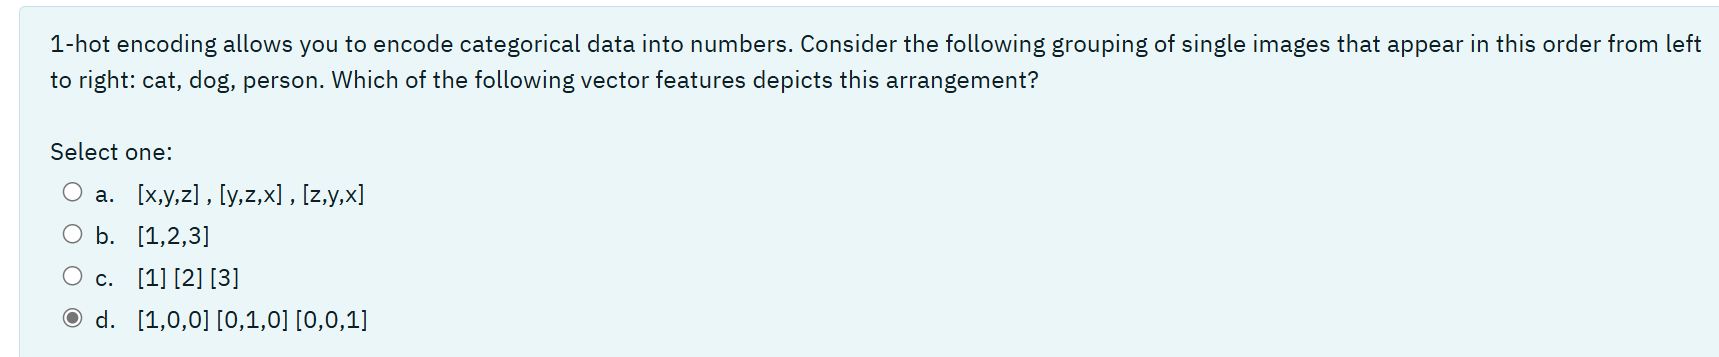 1-hot encoding allows you to encode categorical data into numbers. Consider the following grouping of single images that appear in this order from left
to right: cat, dog, person. Which of the following vector features depicts this arrangement?
Select one:
a. [x,y,z] , [y,z,x] , [z,y,x]
b. [1,2,3]
c. [1] [2] [3]
d. [1,0,0] [0,1,0] [0,0,1]